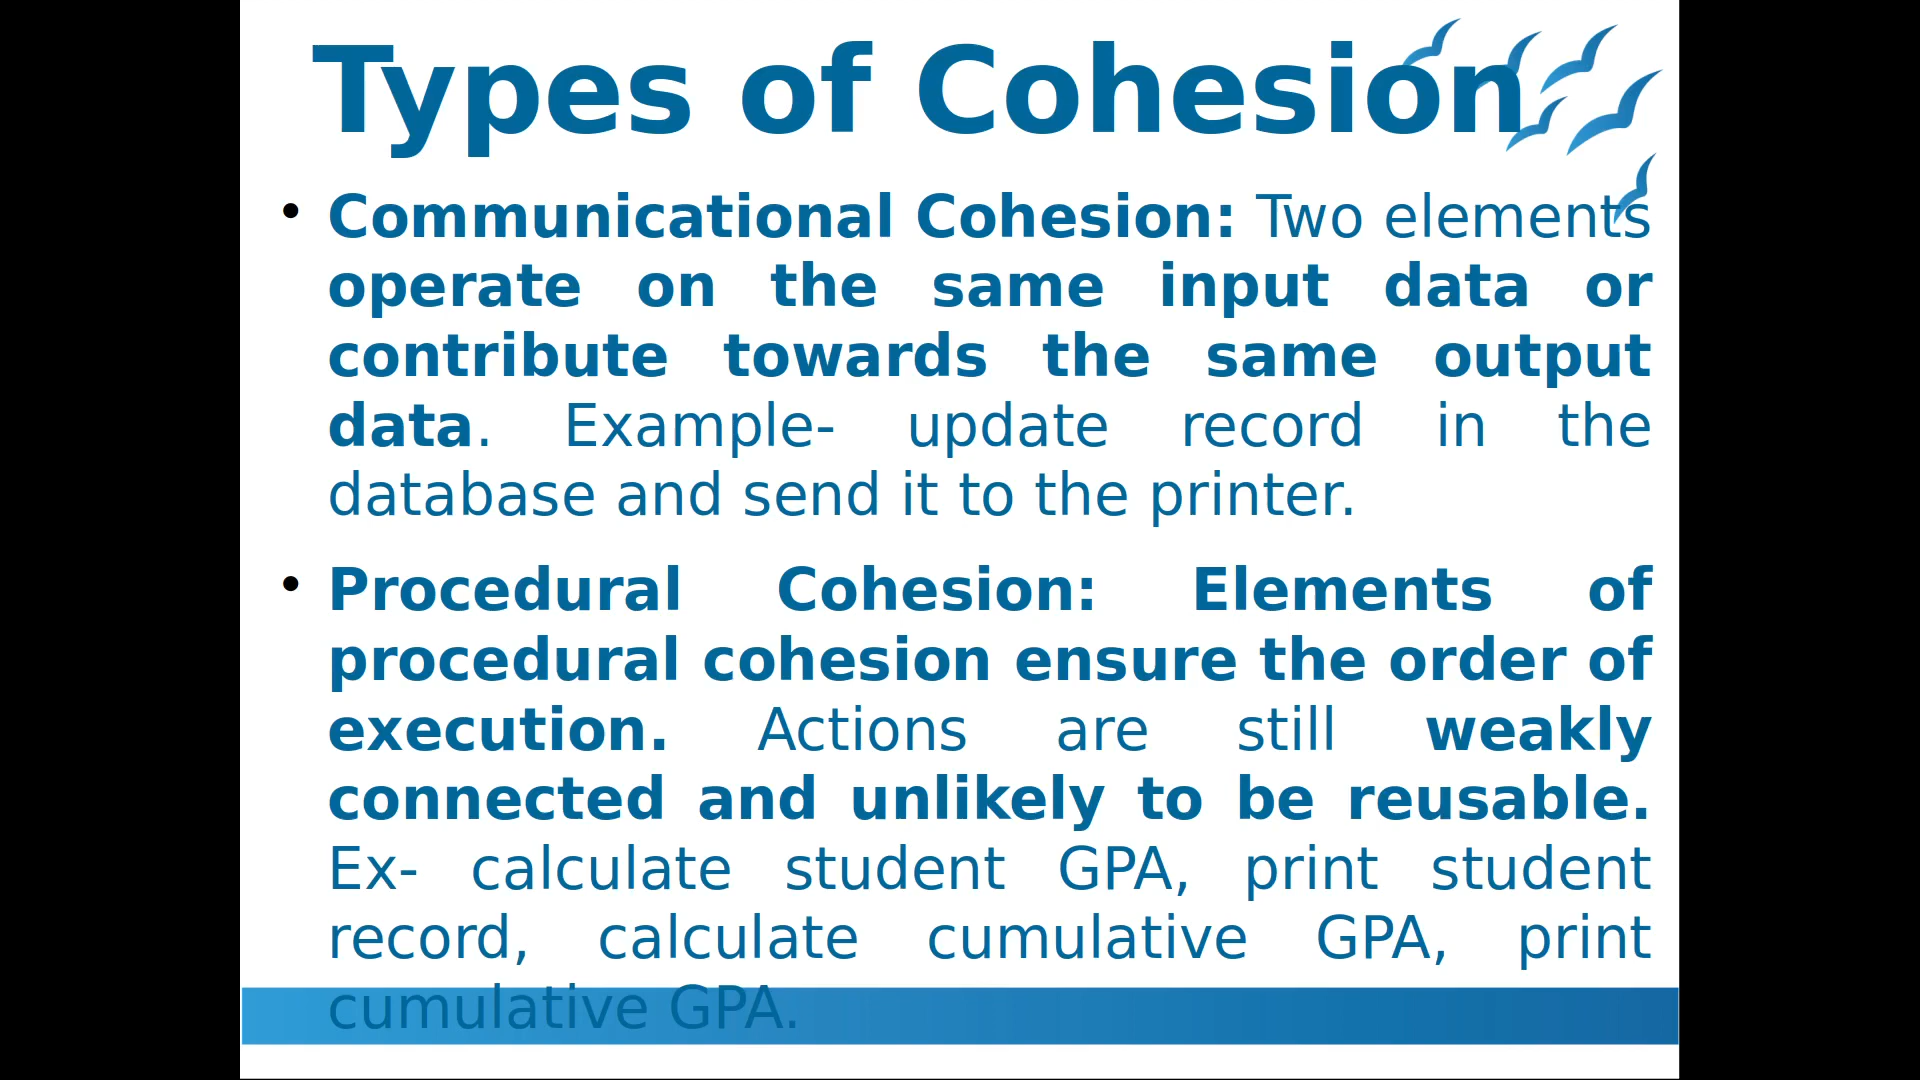 Types of Cohesion
• Communicational Cohesion: Two elements
operate on the same input data or
contribute towards the same output
data. Example- update record in the
database and send it to the printer.
• Procedural Cohesion: Elements of
procedural cohesion ensure the order of
execution. Actions are still weakly
connected and unlikely to be reusable.
Ex- calculate student GPA, print student
record, calculate cumulative GPA, print
cumulative GPA.